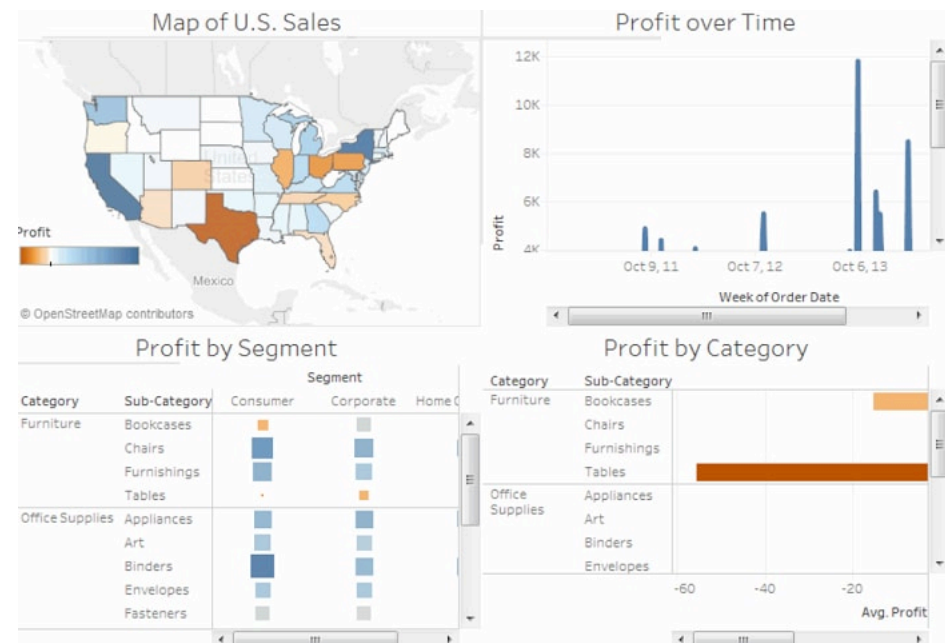 Map of U.S. Sales
United
States
Mexico
Profit
© OpenStreetMap contributors
Profit over Time
12K
10K
8K
6K
4K
Profit
Oct 9, 11 Oct 7, 12 Oct 6, 13
Week of Order Date
Profit by Segment
Segment
Category Sub-Category Consumer Corporate Home
Furniture Bookcases
Chairs
Furnishings
Tables
Office Supplies Appliances
Art
Binders
Envelopes
Fasteners
Profit by Category
Category Sub-Category
Furniture Bookcases
Chairs
Furnishings
Tables
Office Supplies Appliances
Art
Binders
Envelopes
-60 -40 -20
Avg. Profit